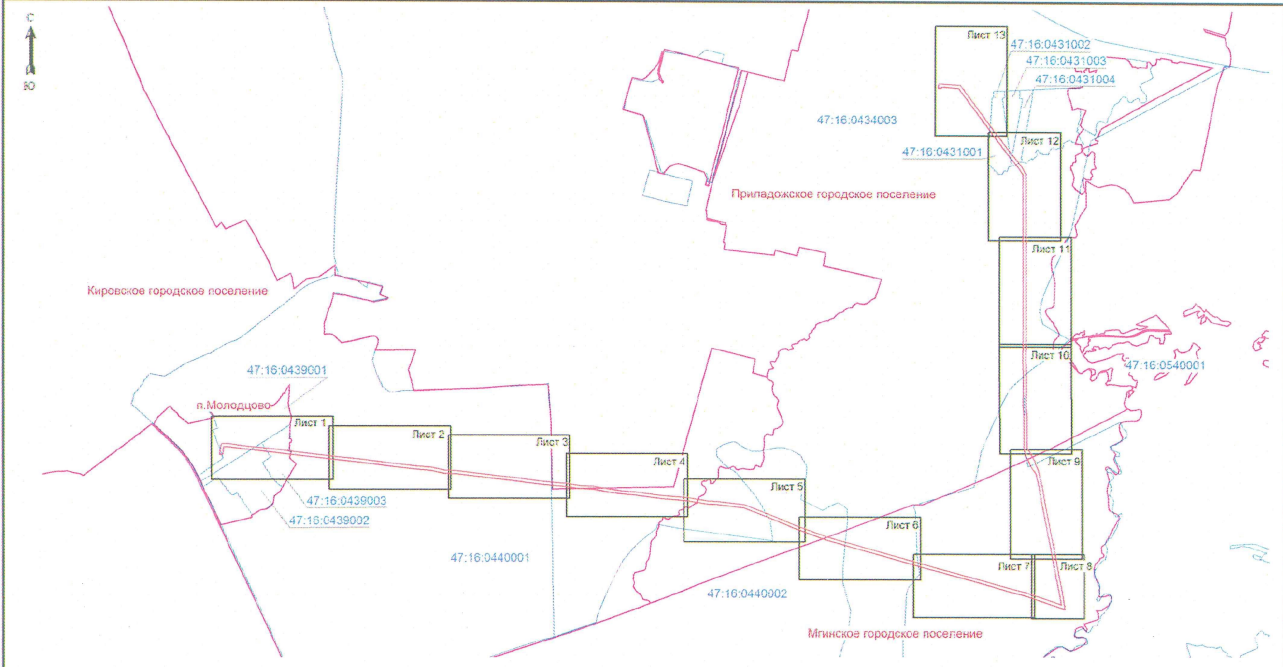 С
Ю
Лист 13
47:16:0431002
47:16:0431003
47:16:0431004
47:16:0434003
Лист 12
47:16:0431001
Приладожское городское поселение
Лист 11
Кировское городское поселение
Лист 10
47:16:0540001
47:16:0439001
п.Молодцово
Лист 1
Лист 2
Лист 3
Лист 4
Лист 9
Лист 5
47:16:0439003
47:16:0439002
Лист 6
47:16:0440001
Лист 7
Лист 8
47:16:0440002
Мгинское городское поселение